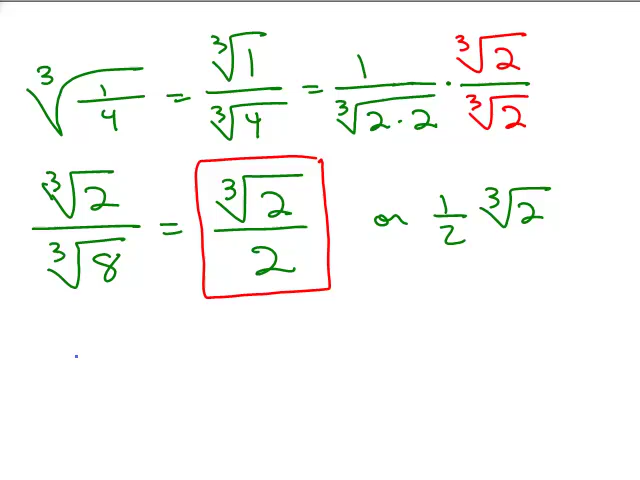 ∛(1/4) = ∛1/∛4 = 1/∛(2·2) · ∛2/∛2
∛2/∛8 = ∛2/2 or 1/2 ∛2